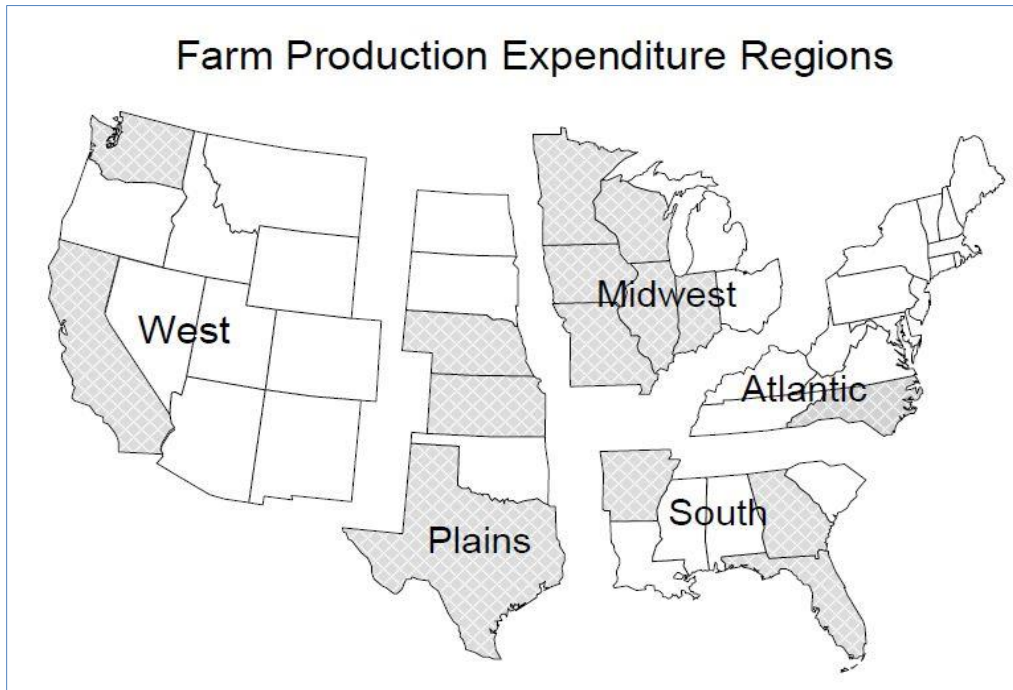 Farm Production Expenditure Regions
Midwest
West
Atlantic
South
Plains